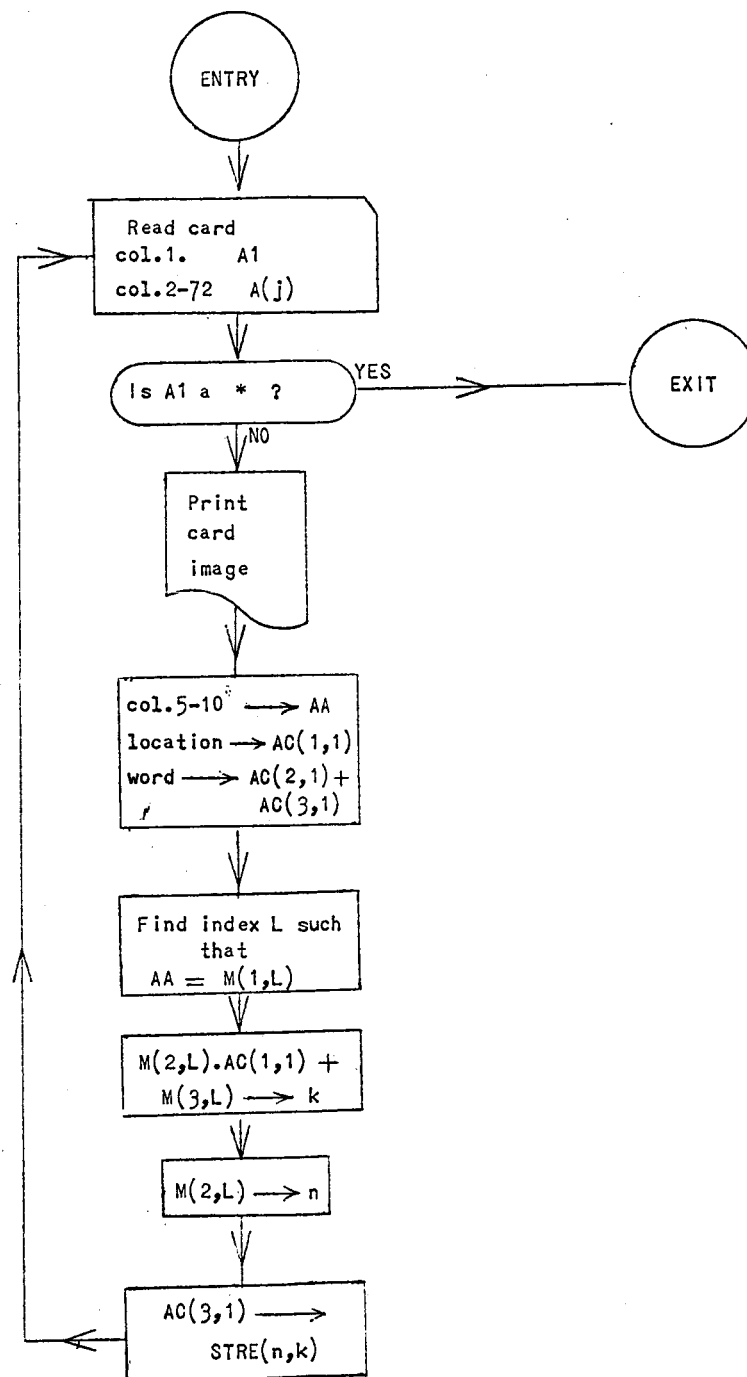 ENTRY
Read card
col.1. A1
col.2-72 A(j)
Is A1 a * ?
YES
EXIT
NO
Print
card
image
col.5-10 ⟶ AA
location ⟶ AC(1,1)
word ⟶ AC(2,1)+
AC(3,1)
Find index L such
that
AA = M(1,L)
M(2,L).AC(1,1) +
M(3,L) ⟶ k
M(2,L) ⟶ n
AC(3,1) ⟶
STRE(n,k)